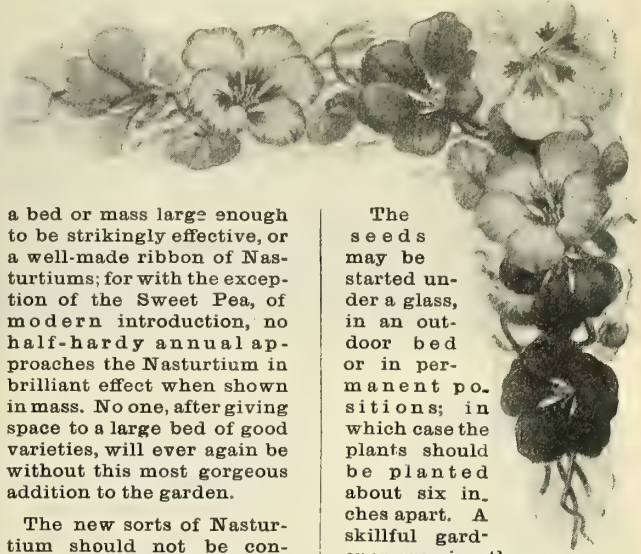 a bed or mass large enough
to be strikingly effective, or
a well-made ribbon of Nas-
turtiums; for with the excep-
tion of the Sweet Pea, of
modern introduction, no
half-hardy annual ap-
proaches the Nasturtium in
brilliant effect when shown
in mass. No one, after giving
space to a large bed of good
varieties, will ever again be
without this most gorgeous
addition to the garden.
The new sorts of Nastur-
tium should not be con-
The
seeds
may be
started un-
der a glass,
in an out-
door bed
or in per-
manent po-
sitions; in
which case the
plants should
be planted
about six in-
ches apart. A
skillful gard-